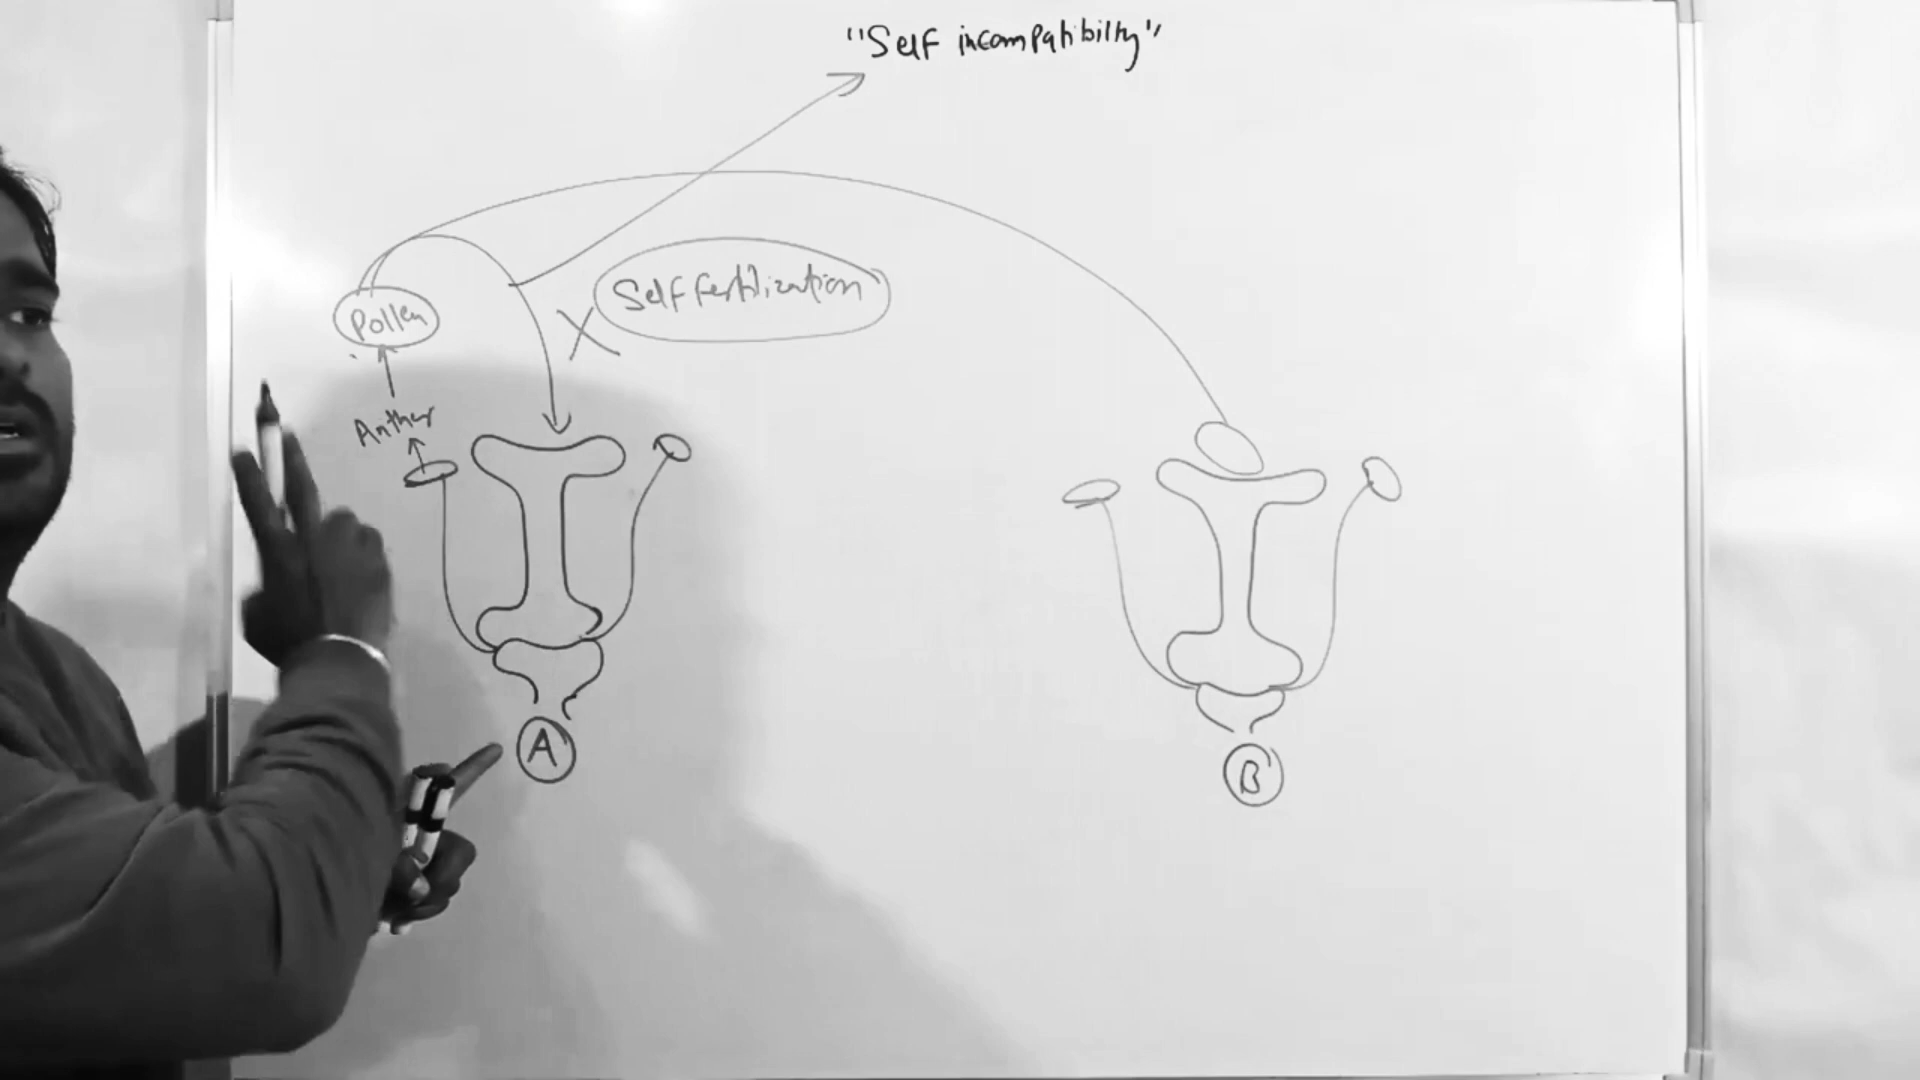 "Self incompatibility"
Self fertilization
Pollen
Anther
A
B